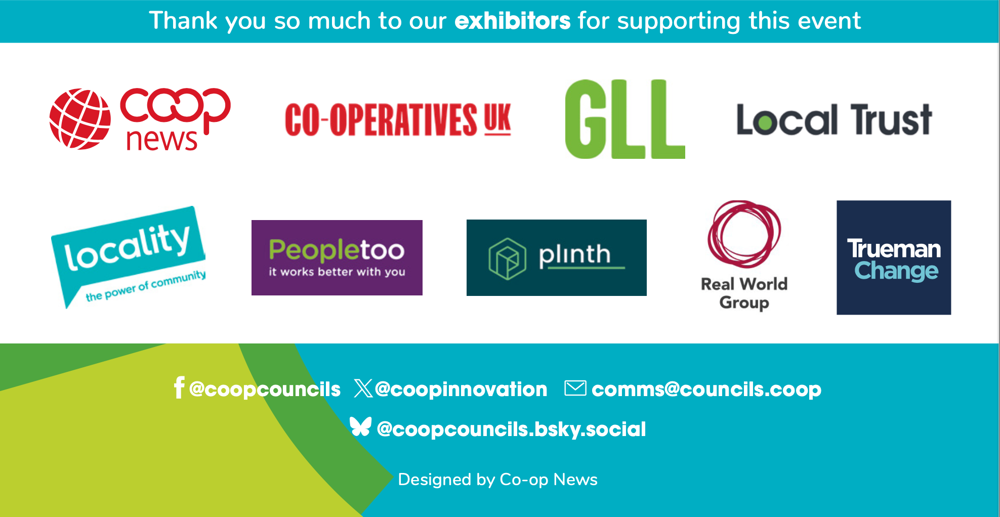 Thank you so much to our exhibitors for supporting this event
coop
news
CO-OPERATIVES UK
GLL
Local Trust
locality
the power of community
Peopletoo
it works better with you
plinth
Real World
Group
Trueman
Change
@coopcouncils @coopinnovation comms@councils.coop
@coopcouncils.bsky.social
Designed by Co-op News